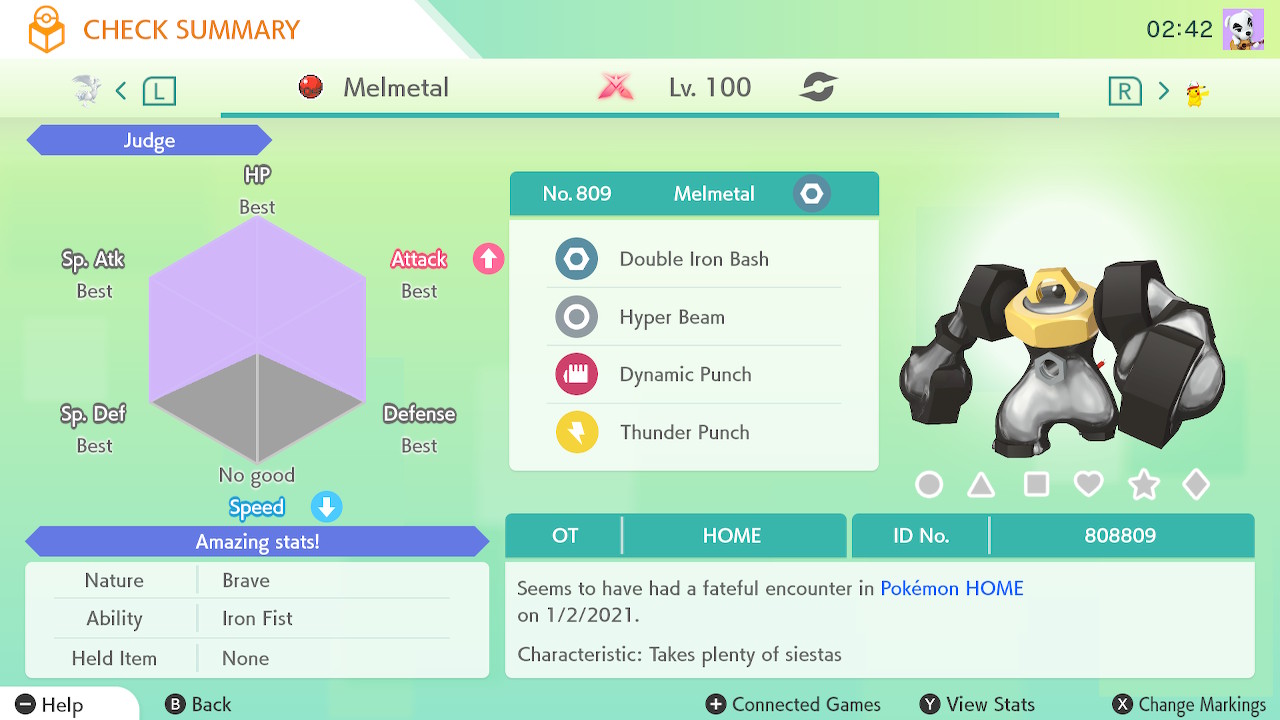 CHECK SUMMARY
02:42
L
Melmetal
Lv. 100
R
Judge
HP
Best
Sp. Atk
Best
Attack
Best
Sp. Def
Best
Defense
Best
No good
Speed
Amazing stats!
Nature Brave
Ability Iron Fist
Held Item None
No. 809 Melmetal
Double Iron Bash
Hyper Beam
Dynamic Punch
Thunder Punch
OT HOME
ID No. 808809
Seems to have had a fateful encounter in Pokémon HOME
on 1/2/2021.
Characteristic: Takes plenty of siestas
Help
B Back
Connected Games
Y View Stats
X Change Markings